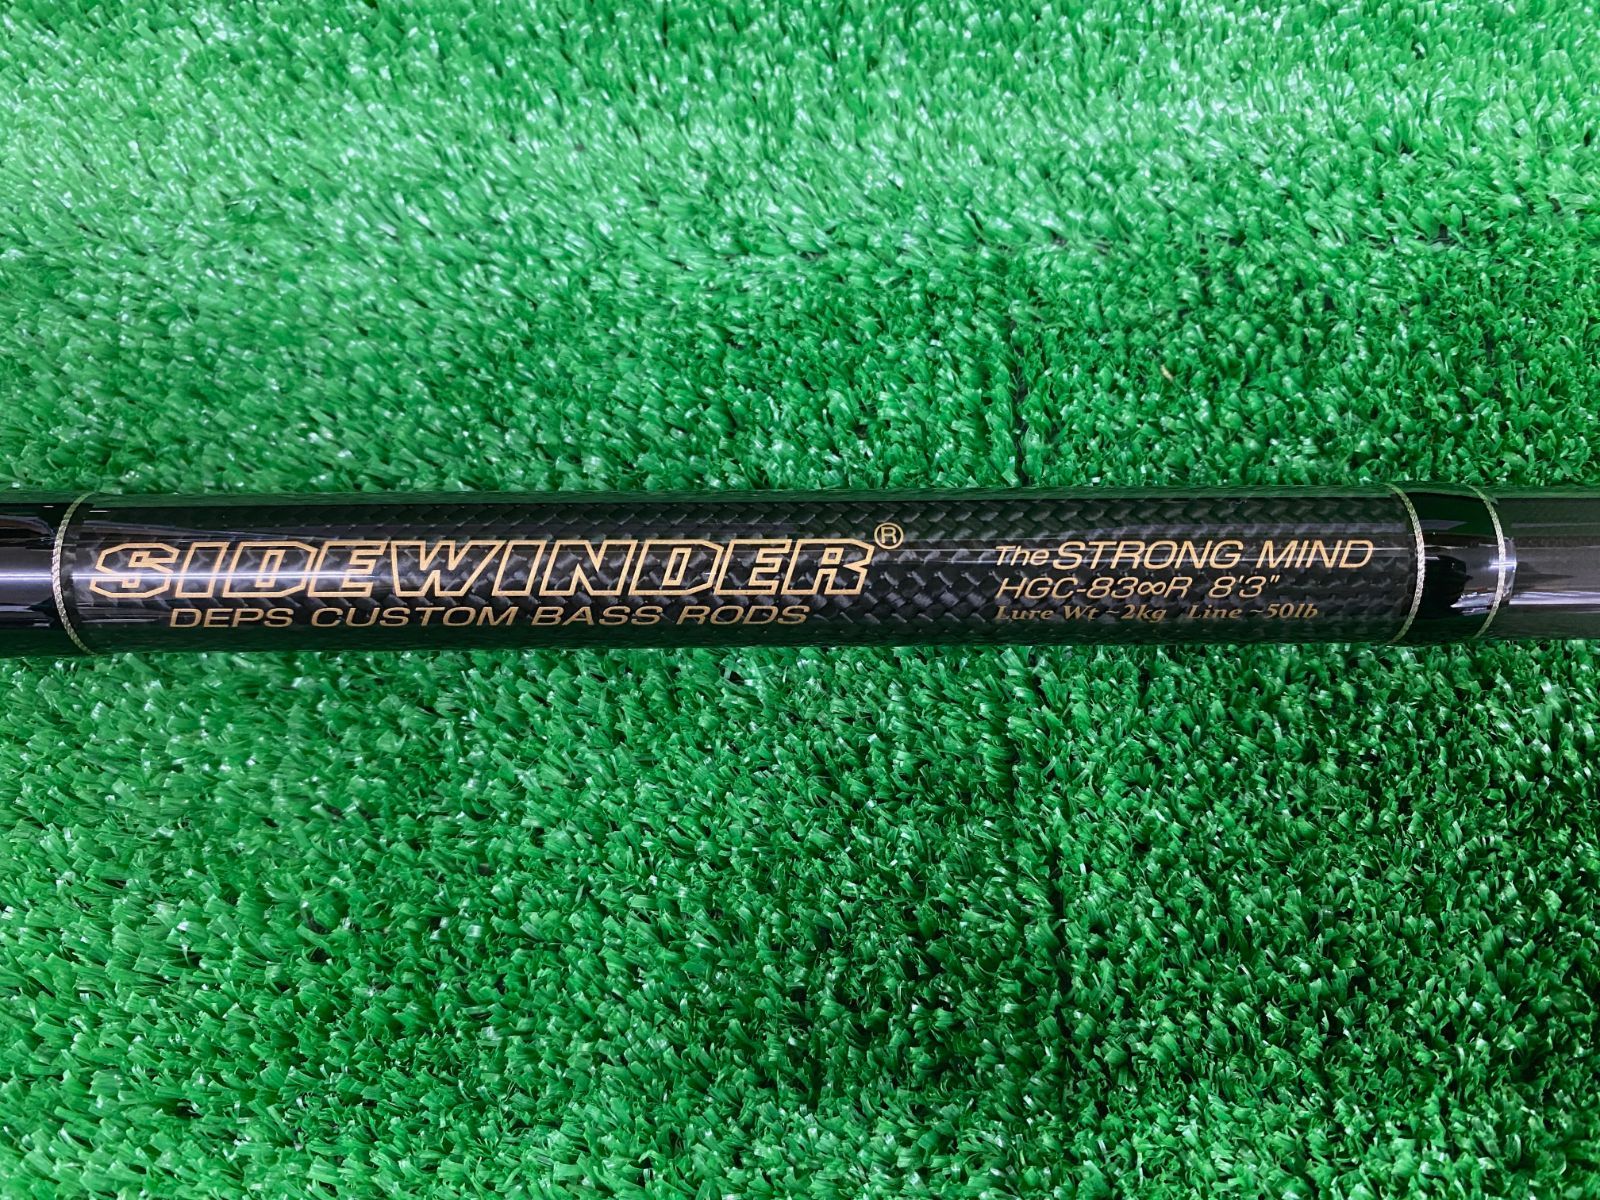 SIDEWINDER®
DEPS CUSTOM BASS RODS
The STRONG MIND
HGC-83∞R 8'3"
Lure Wt ~2kg Line ~50lb